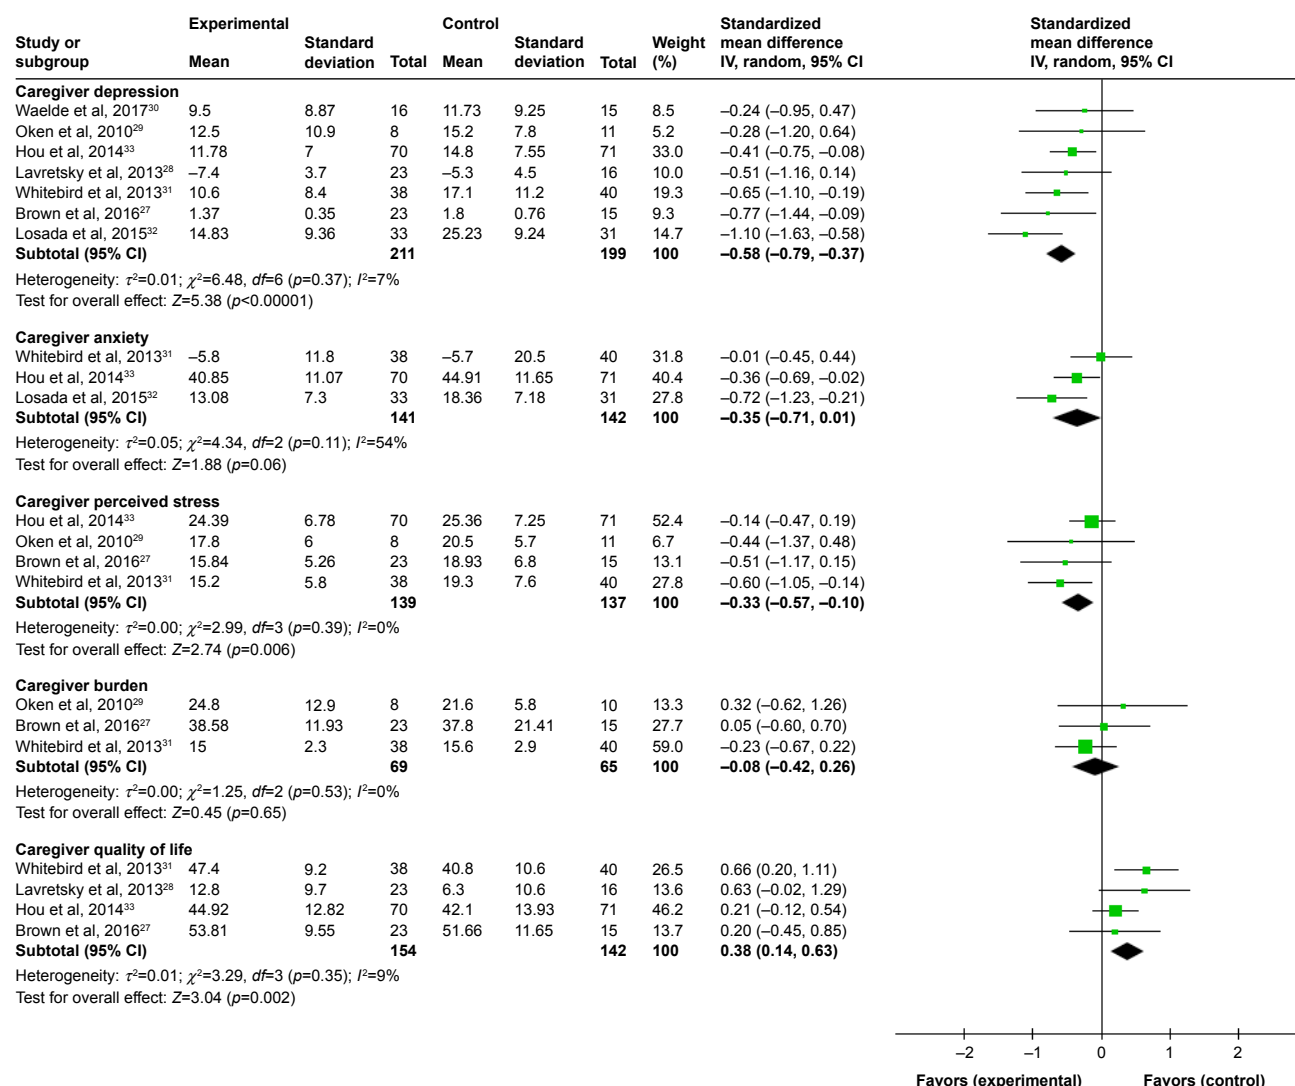 Experimental Control Standardized Standardized
Study or Standard Standard Weight mean difference mean difference
subgroup Mean deviation Total Mean deviation Total (%) IV, random, 95% CI IV, random, 95% CI
Caregiver depression
Waelde et al, 2017³⁰ 9.5 8.87 16 11.73 9.25 15 8.5 –0.24 (–0.95, 0.47)
Oken et al, 2010²⁹ 12.5 10.9 8 15.2 7.8 11 5.2 –0.28 (–1.20, 0.64)
Hou et al, 2014³³ 11.78 7 70 14.8 7.55 71 33.0 –0.41 (–0.75, –0.08)
Lavretsky et al, 2013²⁸ –7.4 3.7 23 –5.3 4.5 16 10.0 –0.51 (–1.16, 0.14)
Whitebird et al, 2013³¹ 10.6 8.4 38 17.1 11.2 40 19.3 –0.65 (–1.10, –0.19)
Brown et al, 2016²⁷ 1.37 0.35 23 1.8 0.76 15 9.3 –0.77 (–1.44, –0.09)
Losada et al, 2015³² 14.83 9.36 33 25.23 9.24 31 14.7 –1.10 (–1.63, –0.58)
Subtotal (95% CI) 211 199 100 –0.58 (–0.79, –0.37)
Heterogeneity: τ²=0.01; χ²=6.48, df=6 (p=0.37); I²=7%
Test for overall effect: Z=5.38 (p<0.00001)
Caregiver anxiety
Whitebird et al, 2013³¹ –5.8 11.8 38 –5.7 20.5 40 31.8 –0.01 (–0.45, 0.44)
Hou et al, 2014³³ 40.85 11.07 70 44.91 11.65 71 40.4 –0.36 (–0.69, –0.02)
Losada et al, 2015³² 13.08 7.3 33 18.36 7.18 31 27.8 –0.72 (–1.23, –0.21)
Subtotal (95% CI) 141 142 100 –0.35 (–0.71, 0.01)
Heterogeneity: τ²=0.05; χ²=4.34, df=2 (p=0.11); I²=54%
Test for overall effect: Z=1.88 (p=0.06)
Caregiver perceived stress
Hou et al, 2014³³ 24.39 6.78 70 25.36 7.25 71 52.4 –0.14 (–0.47, 0.19)
Oken et al, 2010²⁹ 17.8 6 8 20.5 5.7 11 6.7 –0.44 (–1.37, 0.48)
Brown et al, 2016²⁷ 15.84 5.26 23 18.93 6.8 15 13.1 –0.51 (–1.17, 0.15)
Whitebird et al, 2013³¹ 15.2 5.8 38 19.3 7.6 40 27.8 –0.60 (–1.05, –0.14)
Subtotal (95% CI) 139 137 100 –0.33 (–0.57, –0.10)
Heterogeneity: τ²=0.00; χ²=2.99, df=3 (p=0.39); I²=0%
Test for overall effect: Z=2.74 (p=0.006)
Caregiver burden
Oken et al, 2010²⁹ 24.8 12.9 8 21.6 5.8 10 13.3 0.32 (–0.62, 1.26)
Brown et al, 2016²⁷ 38.58 11.93 23 37.8 21.41 15 27.7 0.05 (–0.60, 0.70)
Whitebird et al, 2013³¹ 15 2.3 38 15.6 2.9 40 59.0 –0.23 (–0.67, 0.22)
Subtotal (95% CI) 69 65 100 –0.08 (–0.42, 0.26)
Heterogeneity: τ²=0.00; χ²=1.25, df=2 (p=0.53); I²=0%
Test for overall effect: Z=0.45 (p=0.65)
Caregiver quality of life
Whitebird et al, 2013³¹ 47.4 9.2 38 40.8 10.6 40 26.5 0.66 (0.20, 1.11)
Lavretsky et al, 2013²⁸ 12.8 9.7 23 6.3 10.6 16 13.6 0.63 (–0.02, 1.29)
Hou et al, 2014³³ 44.92 12.82 70 42.1 13.93 71 46.2 0.21 (–0.12, 0.54)
Brown et al, 2016²⁷ 53.81 9.55 23 51.66 11.65 15 13.7 0.20 (–0.45, 0.85)
Subtotal (95% CI) 154 142 100 0.38 (0.14, 0.63)
Heterogeneity: τ²=0.01; χ²=3.29, df=3 (p=0.35); I²=9%
Test for overall effect: Z=3.04 (p=0.002)
–2 –1 0 1 2
Favors (experimental) Favors (control)